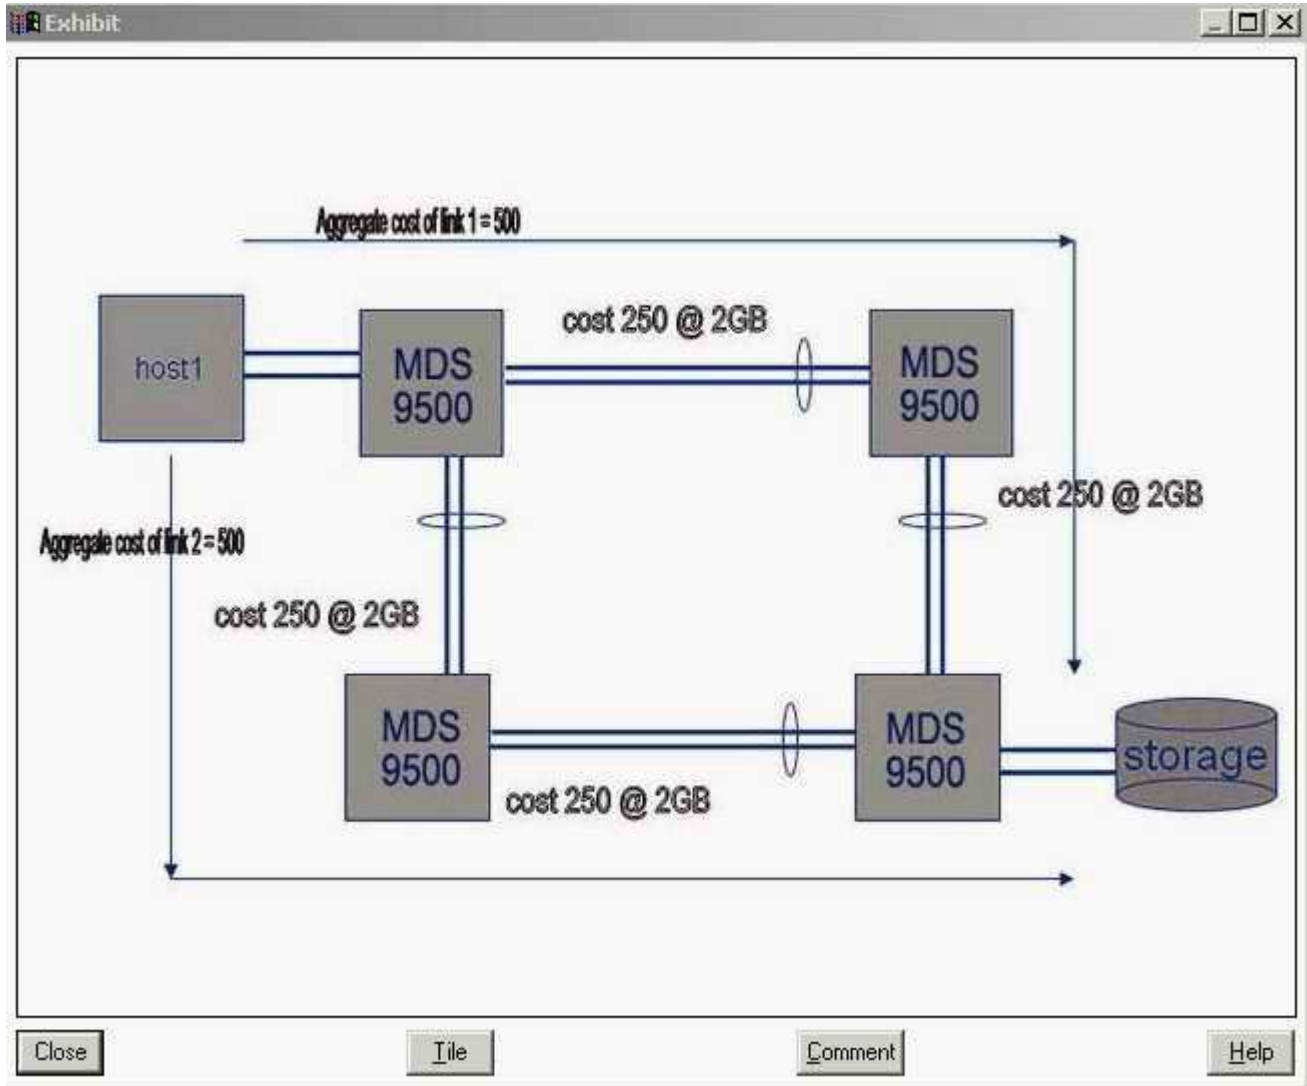 Exhibit
Aggregate cost of link 1 = 500
cost 250 @ 2GB
host1
MDS
9500
MDS
9500
cost 250 @ 2GB
Aggregate cost of link 2 = 500
cost 250 @ 2GB
MDS
9500
MDS
9500
storage
cost 250 @ 2GB
Close
Tile
Comment
Help